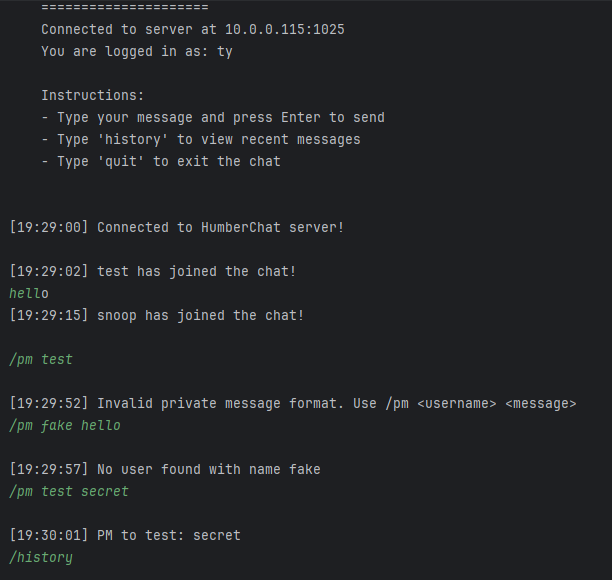 =====================
Connected to server at 10.0.0.115:1025
You are logged in as: ty
Instructions:
- Type your message and press Enter to send
- Type 'history' to view recent messages
- Type 'quit' to exit the chat
[19:29:00] Connected to HumberChat server!
[19:29:02] test has joined the chat!
hello
[19:29:15] snoop has joined the chat!
/pm test
[19:29:52] Invalid private message format. Use /pm <username> <message>
/pm fake hello
[19:29:57] No user found with name fake
/pm test secret
[19:30:01] PM to test: secret
/history